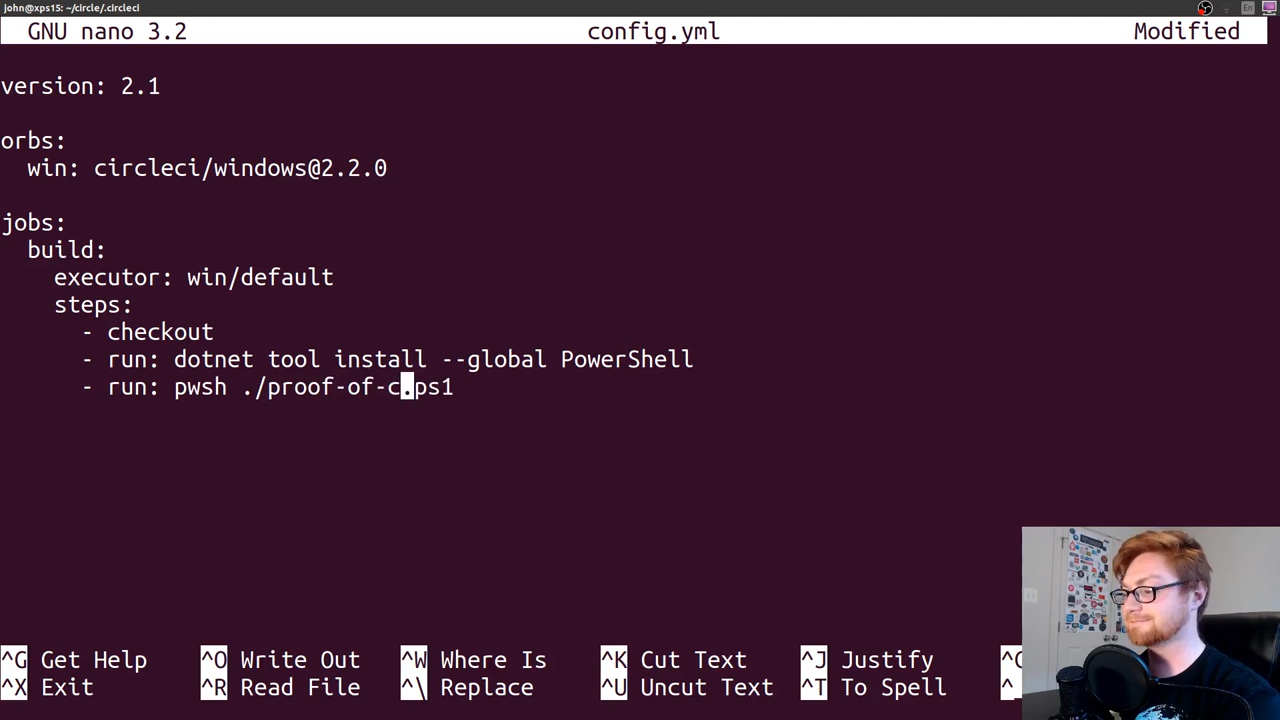 john@xps15: ~/circle/.circleci
En
GNU nano 3.2 config.yml Modified
version: 2.1
orbs:
win: circleci/windows@2.2.0
jobs:
build:
executor: win/default
steps:
- checkout
- run: dotnet tool install --global PowerShell
- run: pwsh ./proof-of-c.ps1
^G Get Help ^O Write Out ^W Where Is ^K Cut Text ^J Justify
^X Exit ^R Read File ^\ Replace ^U Uncut Text ^T To Spell